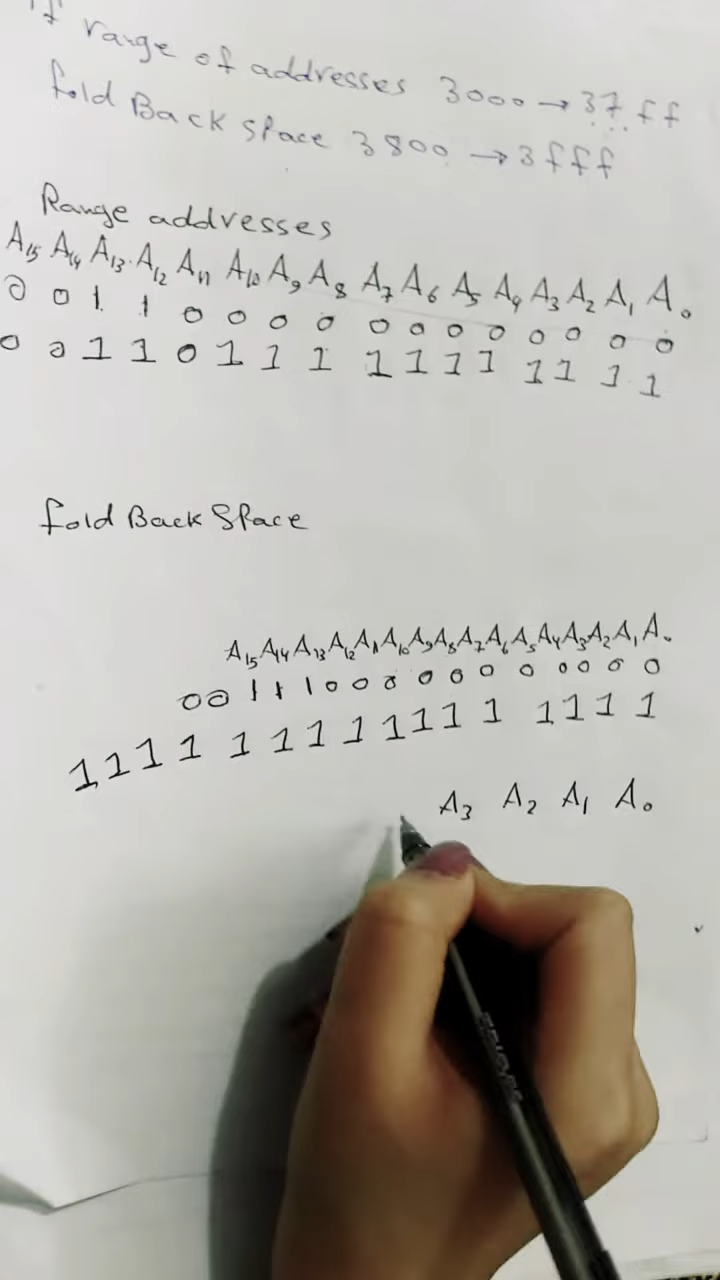 If range of addresses 3000 → 37ff
fold Back Space 3800 → 3fff
Range addresses
A15 A14 A13 A12 A11 A10 A9 A8 A7 A6 A5 A4 A3 A2 A1 A0
0 0 1 1 0 0 0 0 0 0 0 0 0 0 0 0
0 0 1 1 0 1 1 1 1 1 1 1 1 1 1 1
fold Back Space
A15 A14 A13 A12 A11 A10 A9 A8 A7 A6 A5 A4 A3 A2 A1 A0
0 0 1 1 1 0 0 0 0 0 0 0 0 0 0 0
1 1 1 1 1 1 1 1 1 1 1 1 1 1 1 1
A3 A2 A1 A0